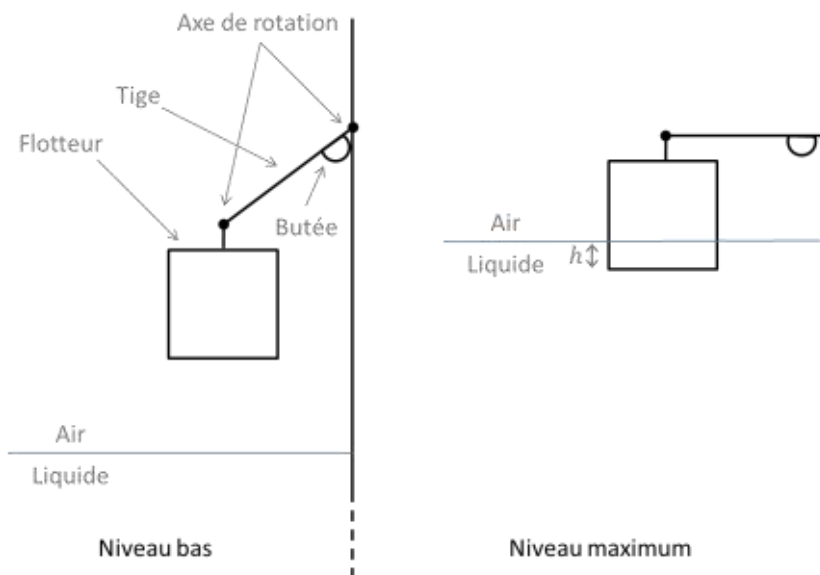 Axe de rotation
Tige
Flotteur
Butée
Air
Liquide
Niveau bas
Air
Liquide
h
Niveau maximum